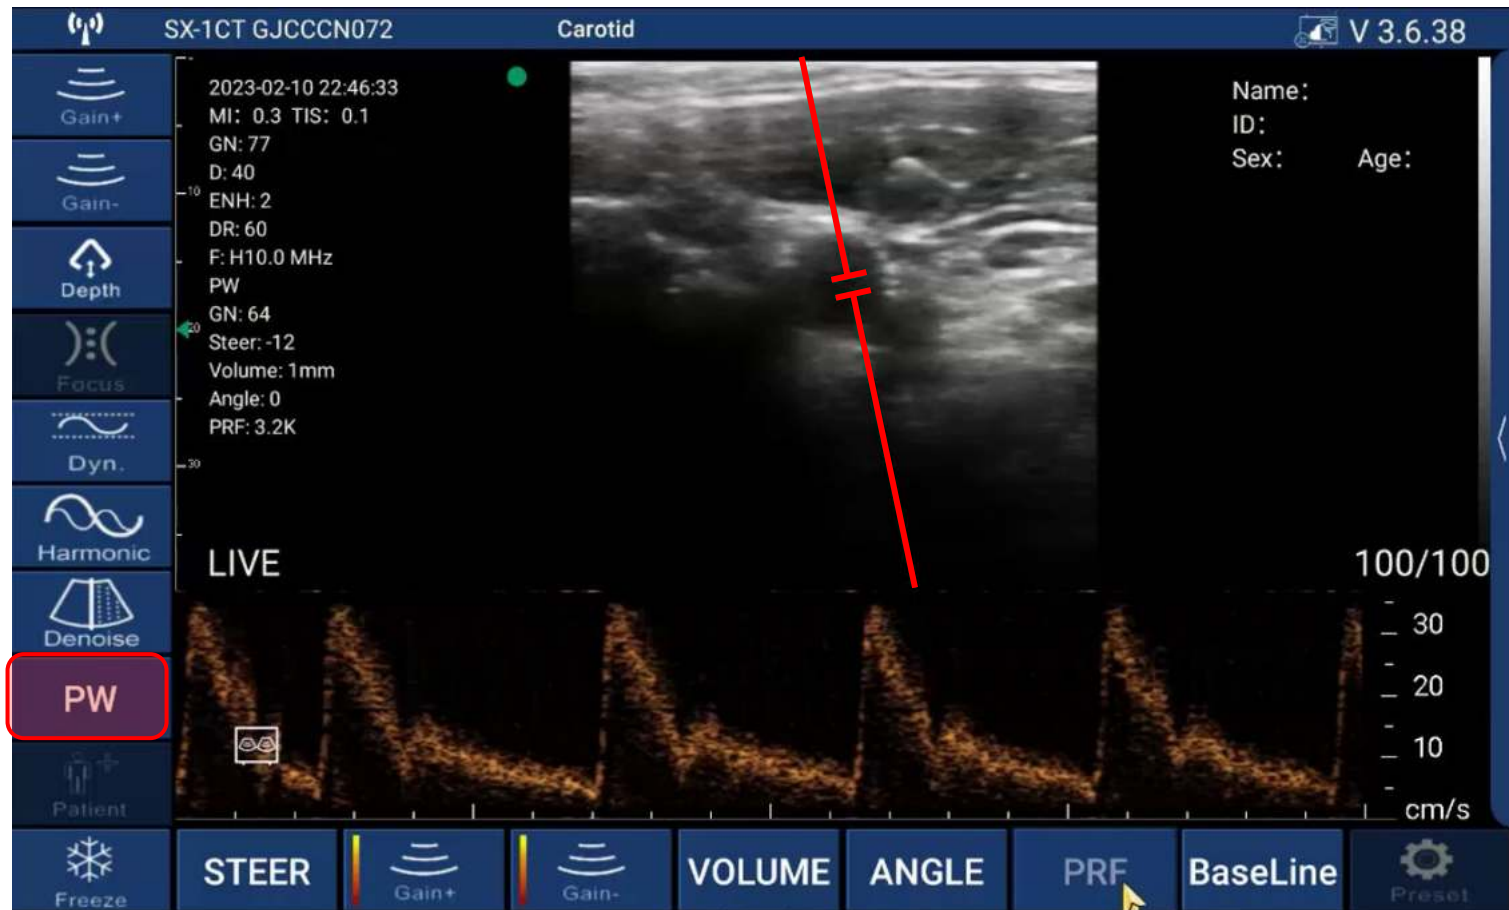 SX-1CT GJCCCN072
Carotid
V 3.6.38
Gain+
Gain-
Depth
Focus
Dyn.
Harmonic
Denoise
PW
Patient
Freeze
2023-02-10 22:46:33
MI: 0.3 TIS: 0.1
GN: 77
D: 40
ENH: 2
DR: 60
F: H10.0 MHz
PW
GN: 64
Steer: -12
Volume: 1mm
Angle: 0
PRF: 3.2K
10
20
30
LIVE
Name:
ID:
Sex: Age:
100/100
30
20
10
cm/s
STEER
Gain+
Gain-
VOLUME
ANGLE
PRF
BaseLine
Preset